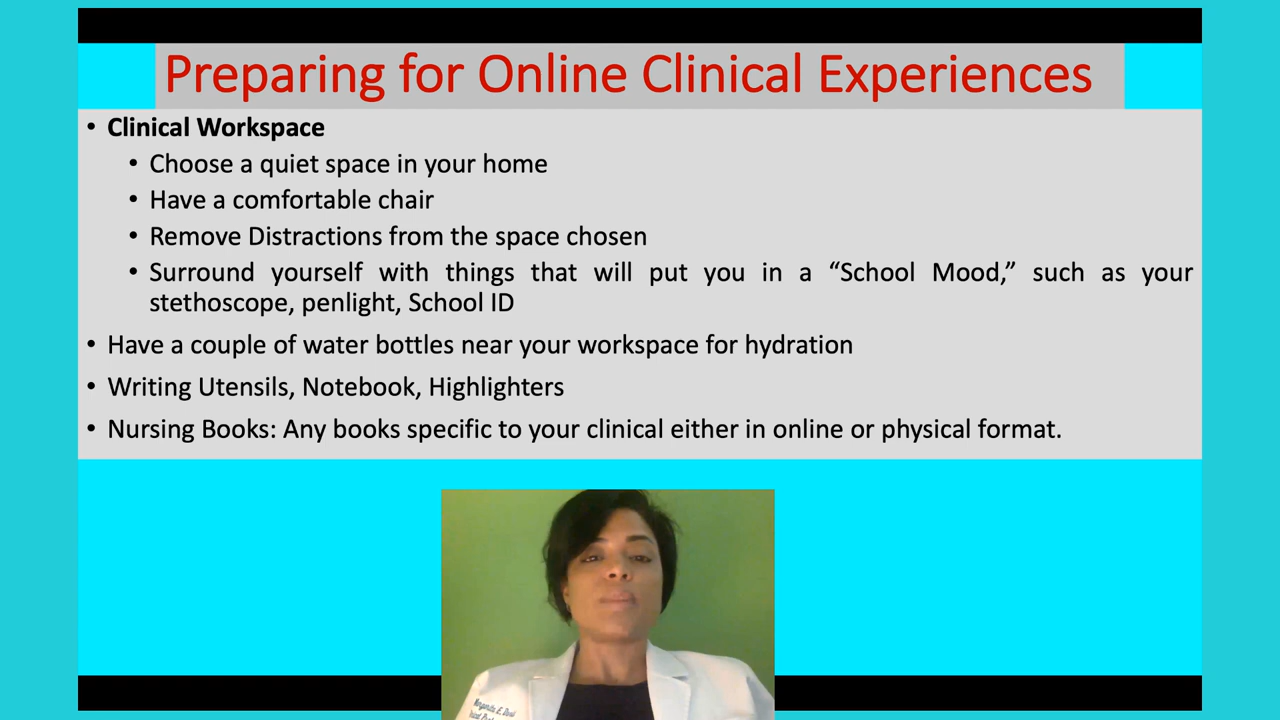 Preparing for Online Clinical Experiences
• Clinical Workspace
• Choose a quiet space in your home
• Have a comfortable chair
• Remove Distractions from the space chosen
• Surround yourself with things that will put you in a “School Mood,” such as your
stethoscope, penlight, School ID
• Have a couple of water bottles near your workspace for hydration
• Writing Utensils, Notebook, Highlighters
• Nursing Books: Any books specific to your clinical either in online or physical format.